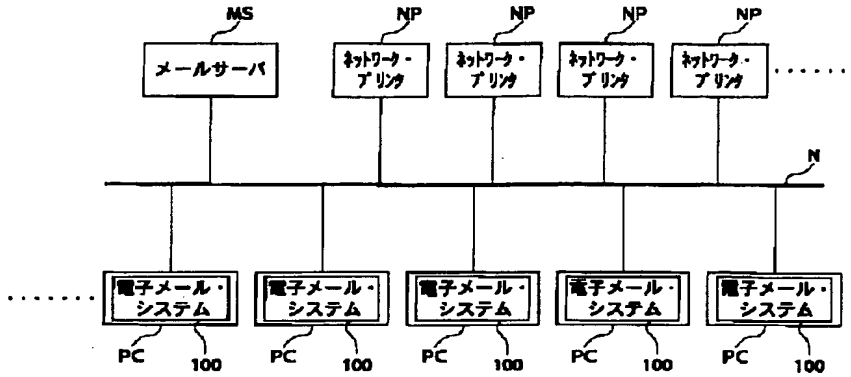 MS NP NP NP NP
メールサーバ ネットワーク・ ネットワーク・ ネットワーク・ ネットワーク・
プリンタ プリンタ プリンタ プリンタ
N
電子メール・ 電子メール・ 電子メール・ 電子メール・ 電子メール・
システム システム システム システム システム
PC 100 PC 100 PC 100 PC 100 PC 100